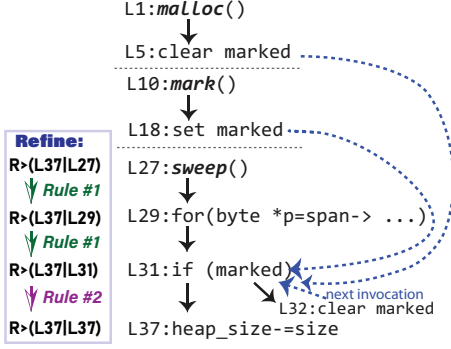 L1:malloc()
L5:clear marked
L10:mark()
L18:set marked
Refine:
R>(L37|L27)
Rule #1
R>(L37|L29)
Rule #1
R>(L37|L31)
Rule #2
R>(L37|L37)
L27:sweep()
L29:for(byte *p=span-> ...)
L31:if (marked)
next invocation
L32:clear marked
L37:heap_size-=size